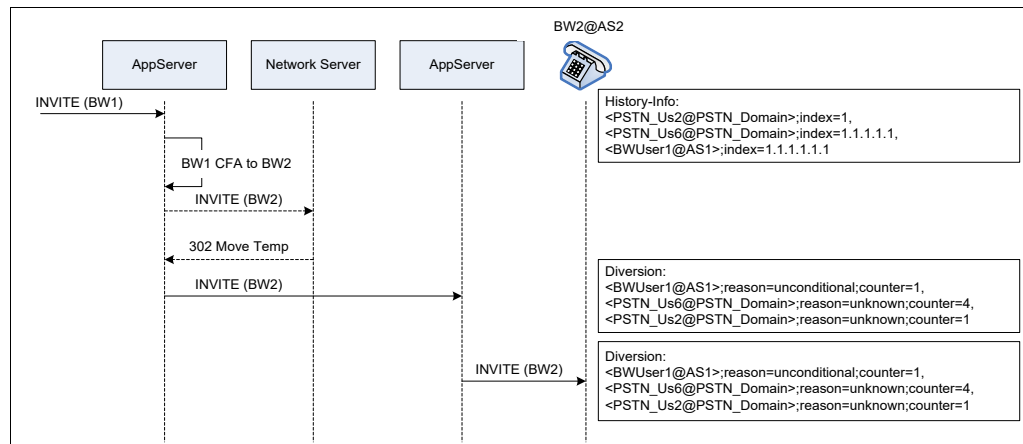 BW2@AS2
AppServer
Network Server
AppServer
INVITE (BW1)
History-Info:
<PSTN_Us2@PSTN_Domain>;index=1,
<PSTN_Us6@PSTN_Domain>;index=1.1.1.1.1,
<BWUser1@AS1>;index=1.1.1.1.1.1
BW1 CFA to BW2
INVITE (BW2)
302 Move Temp
INVITE (BW2)
Diversion:
<BWUser1@AS1>;reason=unconditional;counter=1,
<PSTN_Us6@PSTN_Domain>;reason=unknown;counter=4,
<PSTN_Us2@PSTN_Domain>;reason=unknown;counter=1
INVITE (BW2)
Diversion:
<BWUser1@AS1>;reason=unconditional;counter=1,
<PSTN_Us6@PSTN_Domain>;reason=unknown;counter=4,
<PSTN_Us2@PSTN_Domain>;reason=unknown;counter=1